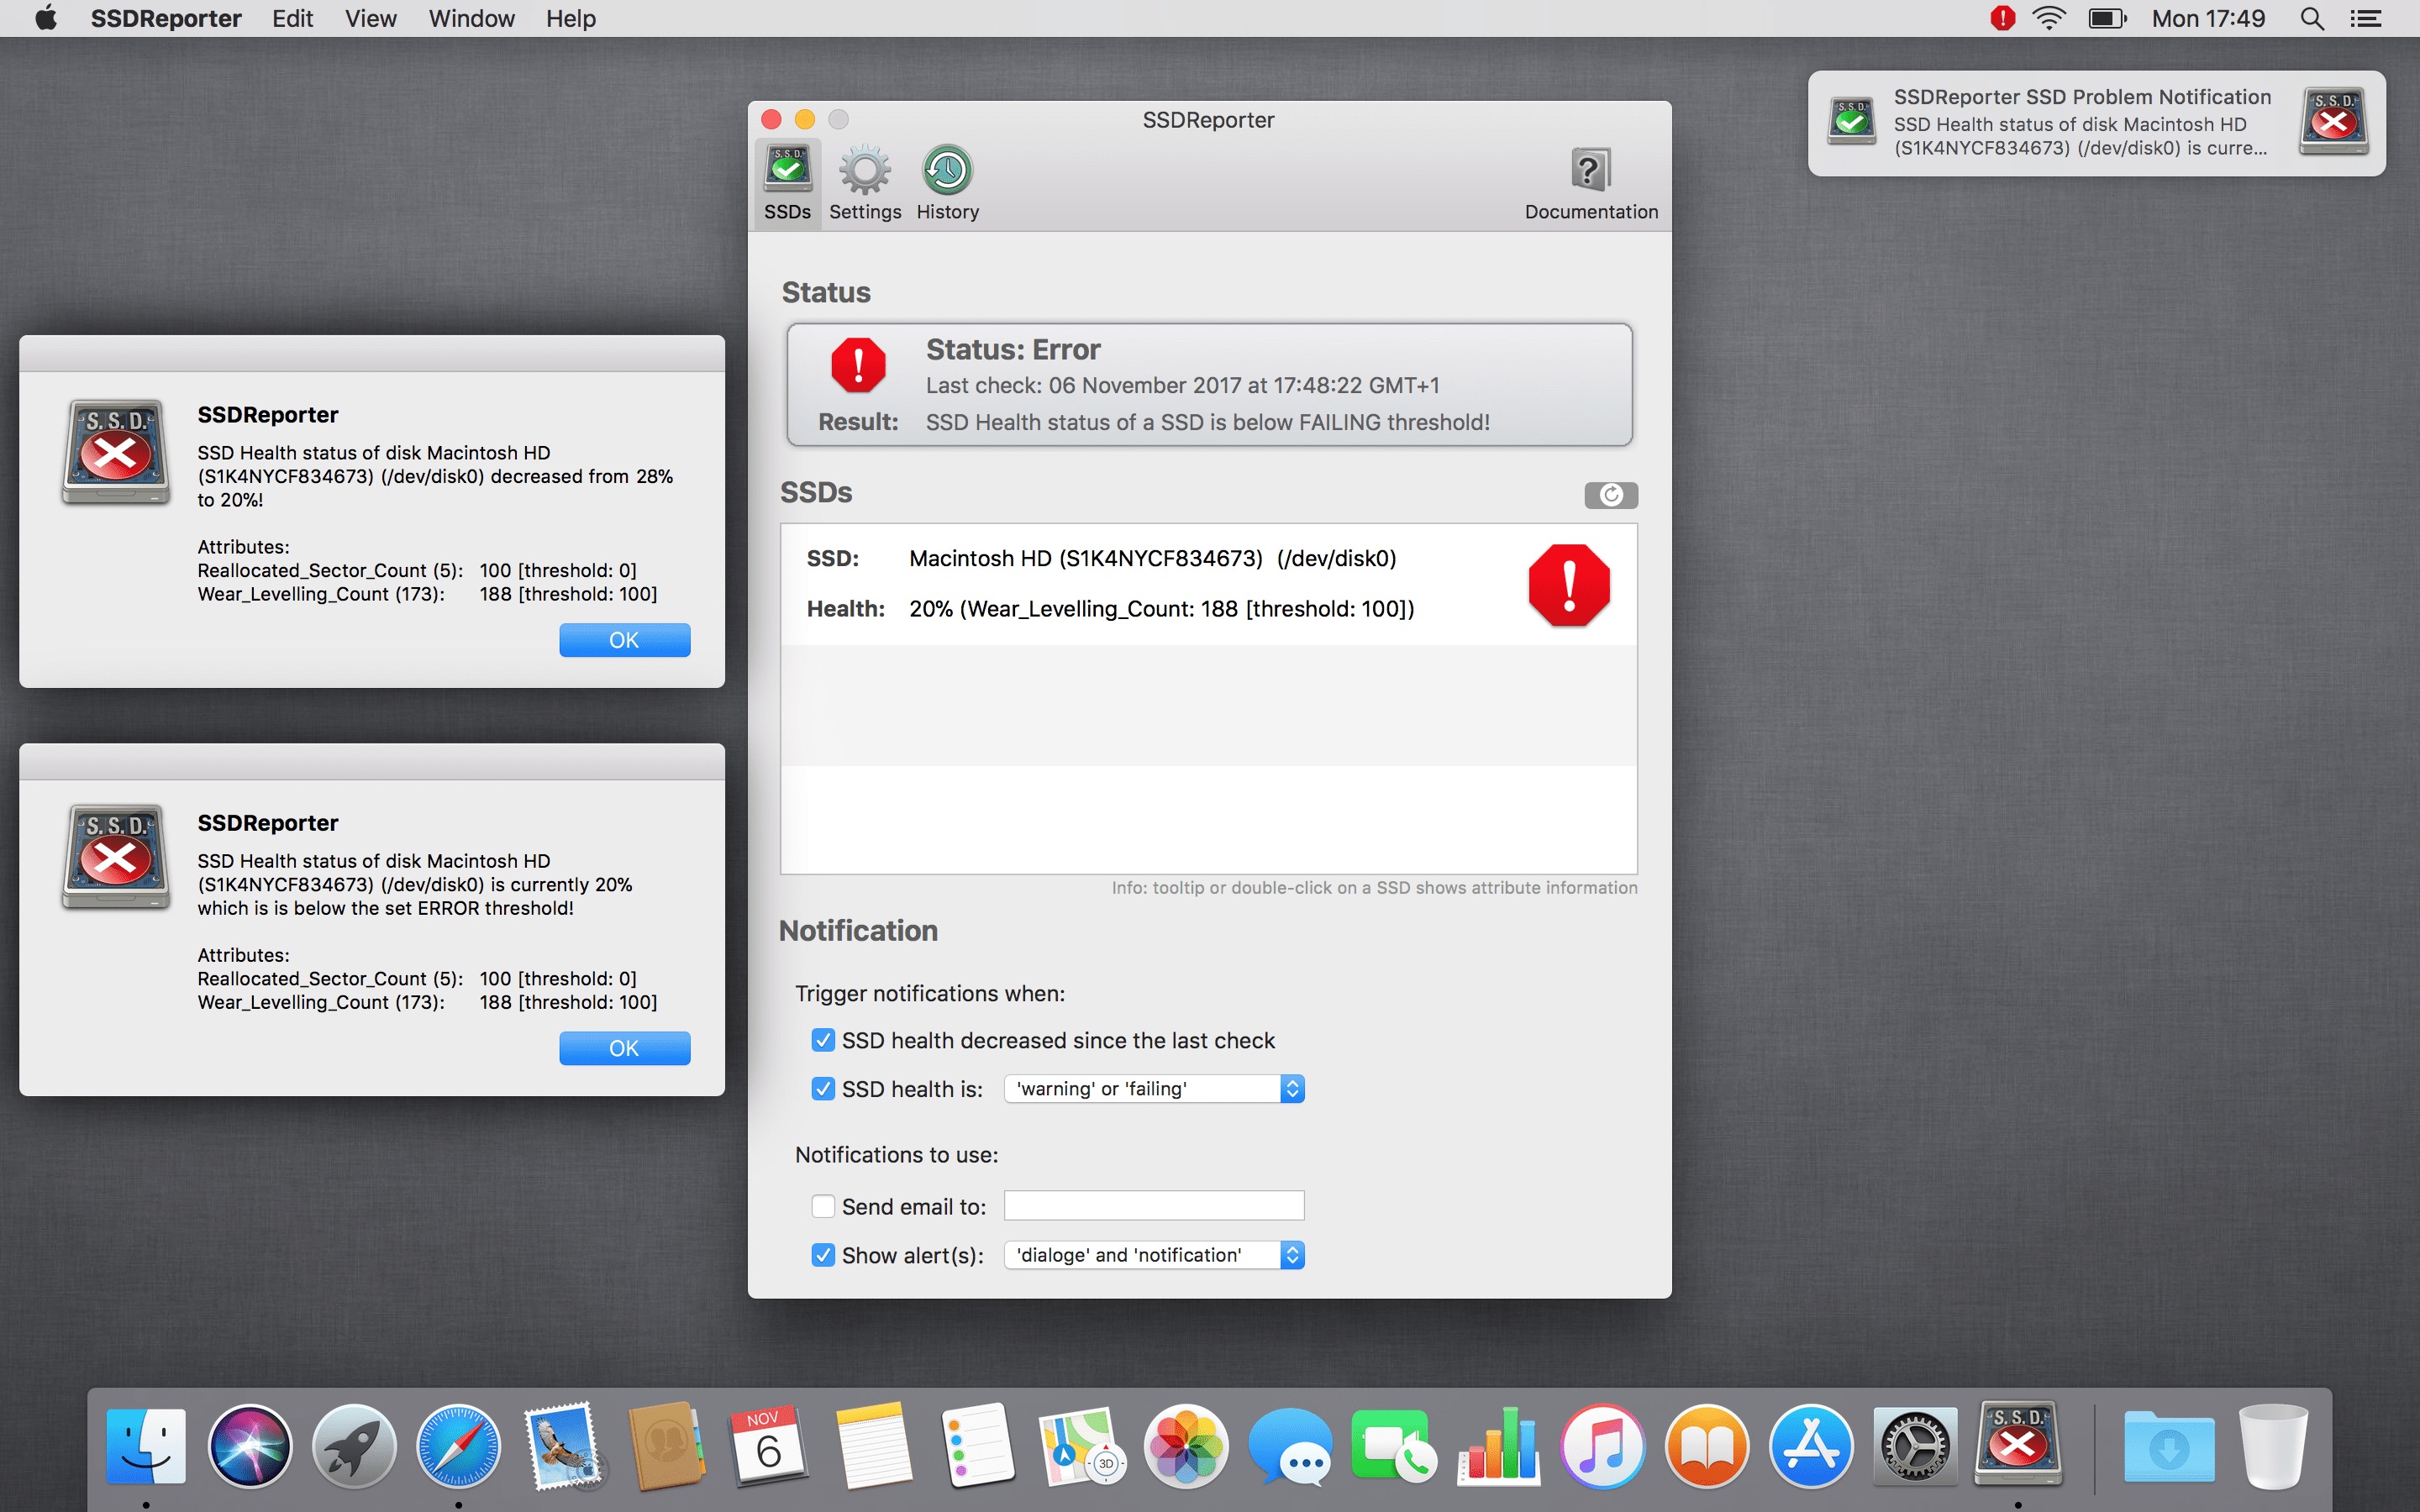 SSDReporter Edit View Window Help Mon 17:49
SSDReporter SSD Problem Notification
SSD Health status of disk Macintosh HD
(S1K4NYCF834673) (/dev/disk0) is curre...
S.S.D.
S.S.D.
SSDReporter
S.S.D.
SSDs Settings History Documentation
Status
Status: Error
Last check: 06 November 2017 at 17:48:22 GMT+1
Result: SSD Health status of a SSD is below FAILING threshold!
SSDs
SSD: Macintosh HD (S1K4NYCF834673) (/dev/disk0)
Health: 20% (Wear_Levelling_Count: 188 [threshold: 100])
Info: tooltip or double-click on a SSD shows attribute information
Notification
Trigger notifications when:
SSD health decreased since the last check
SSD health is: 'warning' or 'failing'
Notifications to use:
Send email to:
Show alert(s): 'dialoge' and 'notification'
S.S.D.
SSDReporter
SSD Health status of disk Macintosh HD
(S1K4NYCF834673) (/dev/disk0) decreased from 28%
to 20%!
Attributes:
Reallocated_Sector_Count (5): 100 [threshold: 0]
Wear_Levelling_Count (173): 188 [threshold: 100]
OK
S.S.D.
SSDReporter
SSD Health status of disk Macintosh HD
(S1K4NYCF834673) (/dev/disk0) is currently 20%
which is is below the set ERROR threshold!
Attributes:
Reallocated_Sector_Count (5): 100 [threshold: 0]
Wear_Levelling_Count (173): 188 [threshold: 100]
OK
NOV
6
3D
S.S.D.